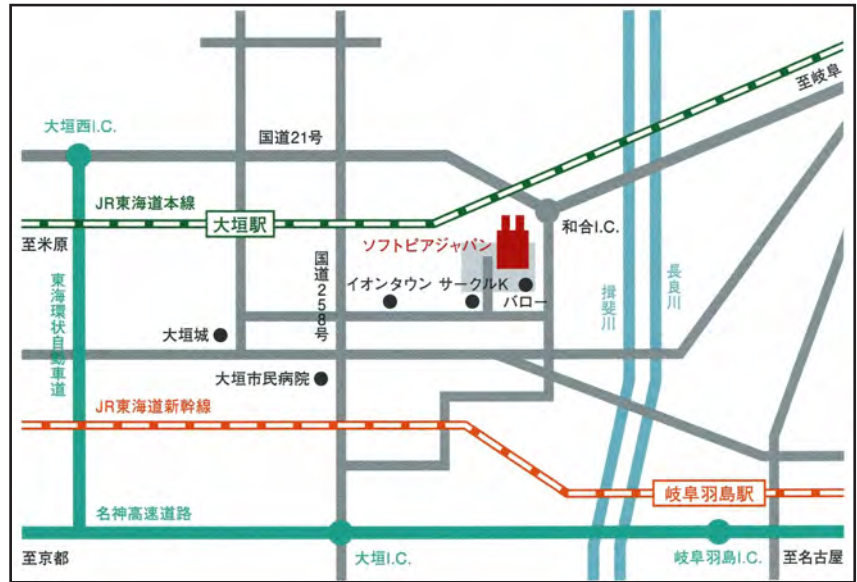 至岐阜
大垣西I.C.
国道21号
JR東海道本線
大垣駅
和合I.C.
至米原
ソフトピアジャパン
国道258号
東海環状自動車道
イオンタウン
サークルK
バロー
揖斐川
長良川
大垣城
大垣市民病院
JR東海道新幹線
岐阜羽島駅
名神高速道路
至京都
大垣I.C.
岐阜羽島I.C.
至名古屋